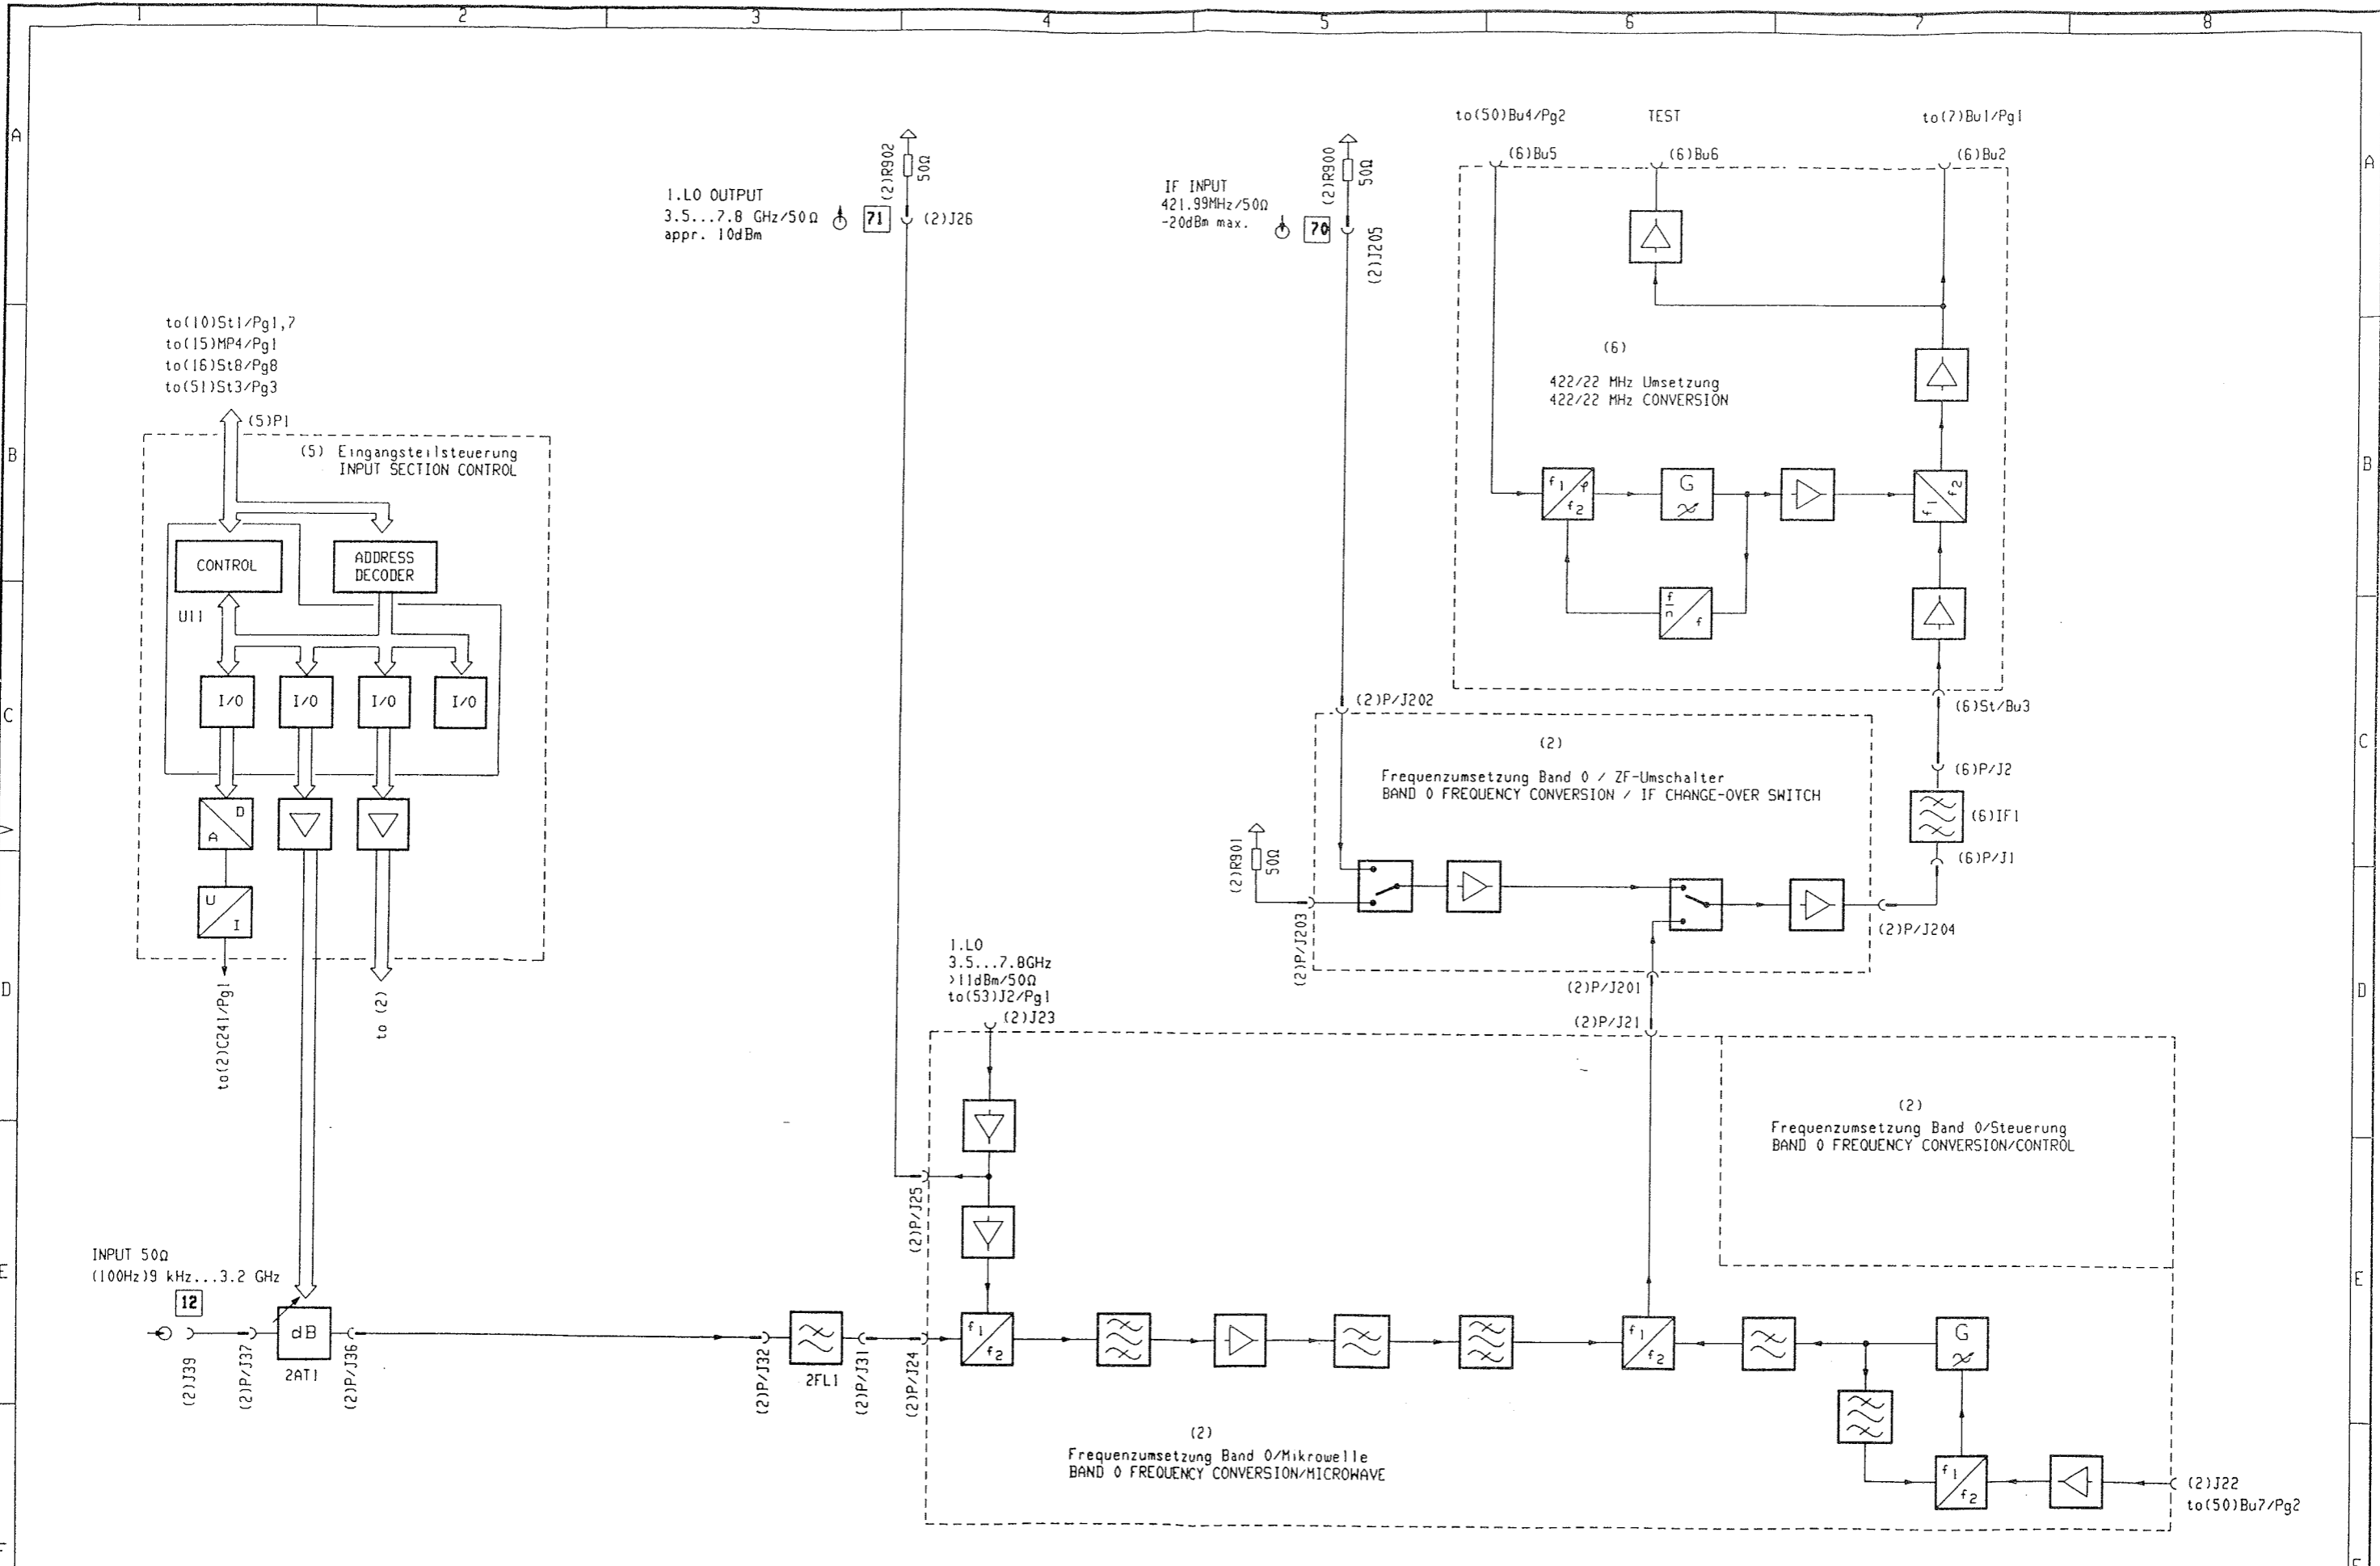 1 2 3 4 5 6 7 8
A
B
C
D
E
F
A
B
C
D
E
to(50)Bu4/Pg2
TEST
to(7)Bu1/Pg1
(6)Bu5
(6)Bu6
(6)Bu2
1.LO OUTPUT
3.5...7.8 GHz/50Ω
appr. 10dBm
71
(2)R902
50Ω
(2)J26
IF INPUT
421.99MHz/50Ω
-20dBm max.
70
(2)R900
50Ω
(2)J205
to(10)St1/Pg1,7
to(15)MP4/Pg1
to(16)St8/Pg8
to(51)St3/Pg3
(5)P1
(5) Eingangsteilsteuerung
INPUT SECTION CONTROL
CONTROL
ADDRESS
DECODER
U11
I/O
I/O
I/O
I/O
D
A
U
I
to(2)C241/Pg1
to (2)
(6)
422/22 MHz Umsetzung
422/22 MHz CONVERSION
f1
φ
f2
G
f1
f2
f
n
f
(6)St/Bu3
(6)P/J2
(6)IF1
(6)P/J1
(2)P/J202
(2)
Frequenzumsetzung Band 0 / ZF-Umschalter
BAND 0 FREQUENCY CONVERSION / IF CHANGE-OVER SWITCH
(2)R901
50Ω
(2)P/J203
(2)P/J204
(2)P/J201
(2)P/J21
1.LO
3.5...7.8GHz
>11dBm/50Ω
to(53)J2/Pg1
(2)J23
(2)P/J25
(2)
Frequenzumsetzung Band 0/Steuerung
BAND 0 FREQUENCY CONVERSION/CONTROL
INPUT 50Ω
(100Hz)9 kHz...3.2 GHz
12
(2)J39
(2)P/J37
dB
2AT1
(2)P/J36
(2)P/J32
2FL1
(2)P/J31
(2)P/J24
f1
f2
f1
f2
G
f1
f2
(2)J22
to(50)Bu7/Pg2
(2)
Frequenzumsetzung Band 0/Mikrowelle
BAND 0 FREQUENCY CONVERSION/MICROWAVE